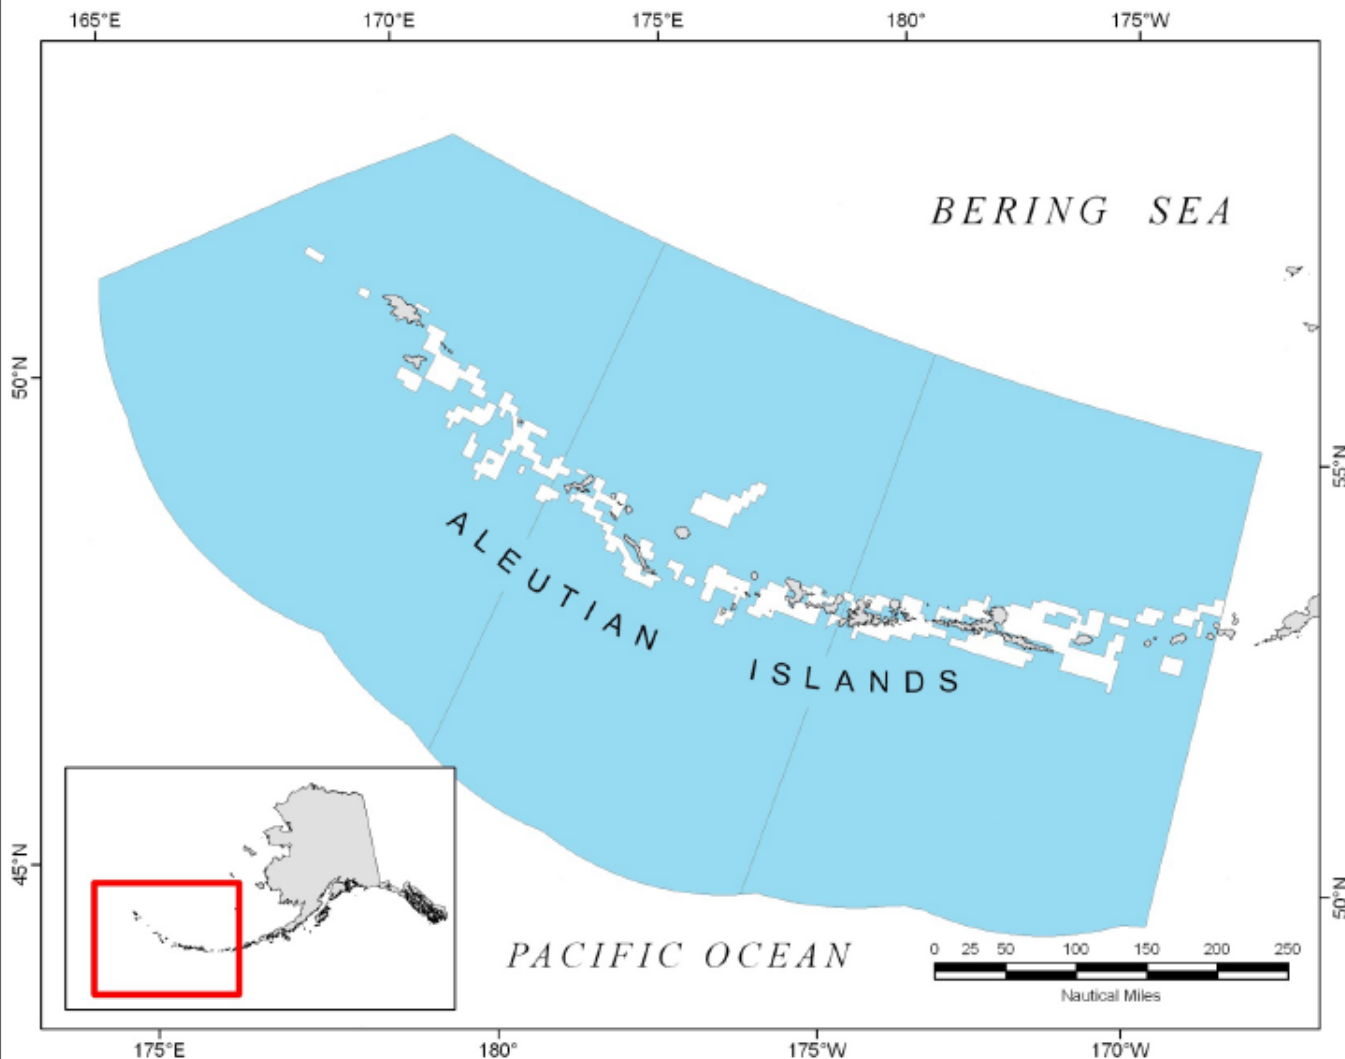 165°E 170°E 175°E 180° 175°W
BERING SEA
50°N
55°N
ALEUTIAN ISLANDS
45°N
50°N
PACIFIC OCEAN
0 25 50 100 150 200 250
Nautical Miles
175°E 180° 175°W 170°W